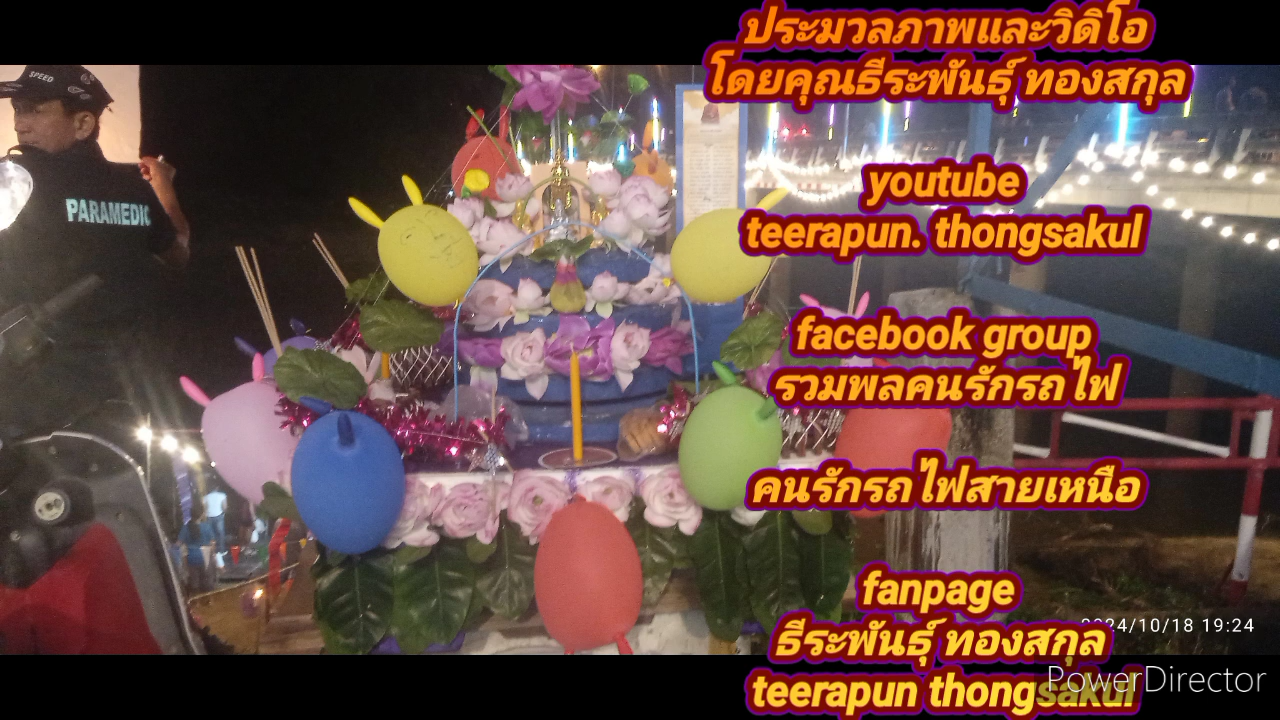 ประมวลภาพและวิดิโอ
โดยคุณธีระพันธุ์ ทองสกุล
SPEED
PARAMEDIC
youtube
teerapun. thongsakul
facebook group
รวมพลคนรักรถไฟ
คนรักรถไฟสายเหนือ
fanpage
ธีระพันธุ์ ทองสกุล
2024/10/18 19:24
teerapun thongsakul
PowerDirector